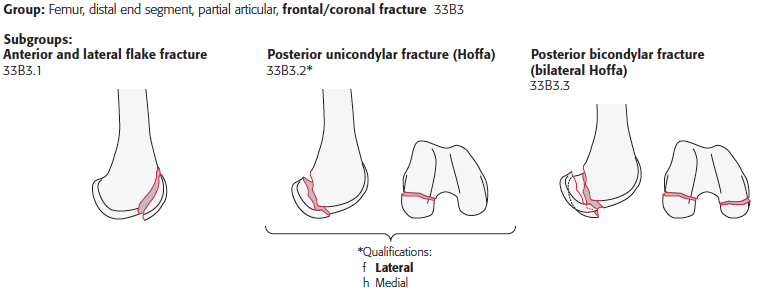 Group: Femur, distal end segment, partial articular, frontal/coronal fracture 33B3
Subgroups:
Anterior and lateral flake fracture
33B3.1
Posterior unicondylar fracture (Hoffa)
33B3.2*
Posterior bicondylar fracture
(bilateral Hoffa)
33B3.3
*Qualifications:
f Lateral
h Medial